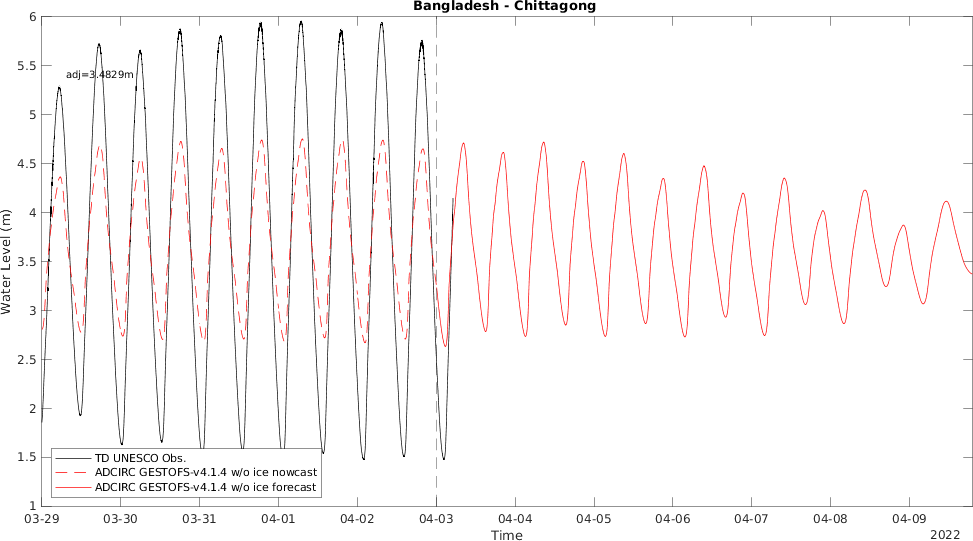 Bangladesh - Chittagong
6
5.5
adj=3.4829m
5
4.5
4
3.5
3
2.5
2
1.5
1
Water Level (m)
TD UNESCO Obs.
ADCIRC GESTOFS-v4.1.4 w/o ice nowcast
ADCIRC GESTOFS-v4.1.4 w/o ice forecast
03-29 03-30 03-31 04-01 04-02 04-03 04-04 04-05 04-06 04-07 04-08 04-09
Time
2022